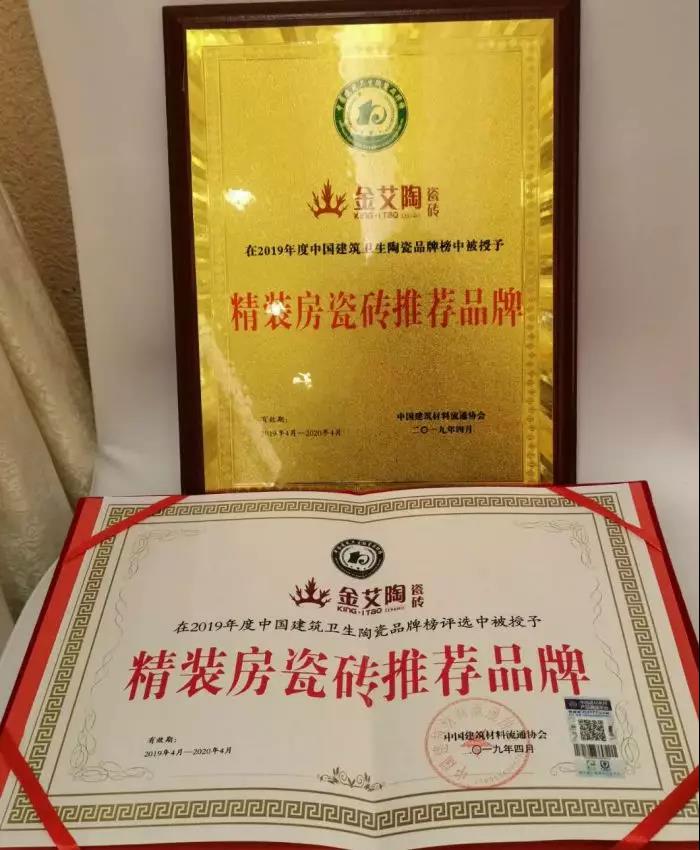 金艾陶 瓷砖
KING·ITAO CERAMIC
在2019年度中国建筑卫生陶瓷品牌榜中被授予
精装房瓷砖推荐品牌
有效期:
2019年4月—2020年4月
中国建筑材料流通协会
二〇一九年四月
金艾陶 瓷砖
KING·ITAO CERAMIC
在2019年度中国建筑卫生陶瓷品牌榜评选中被授予
精装房瓷砖推荐品牌
有效期:
2019年4月—2020年4月
中国建筑材料流通协会
二〇一九年四月